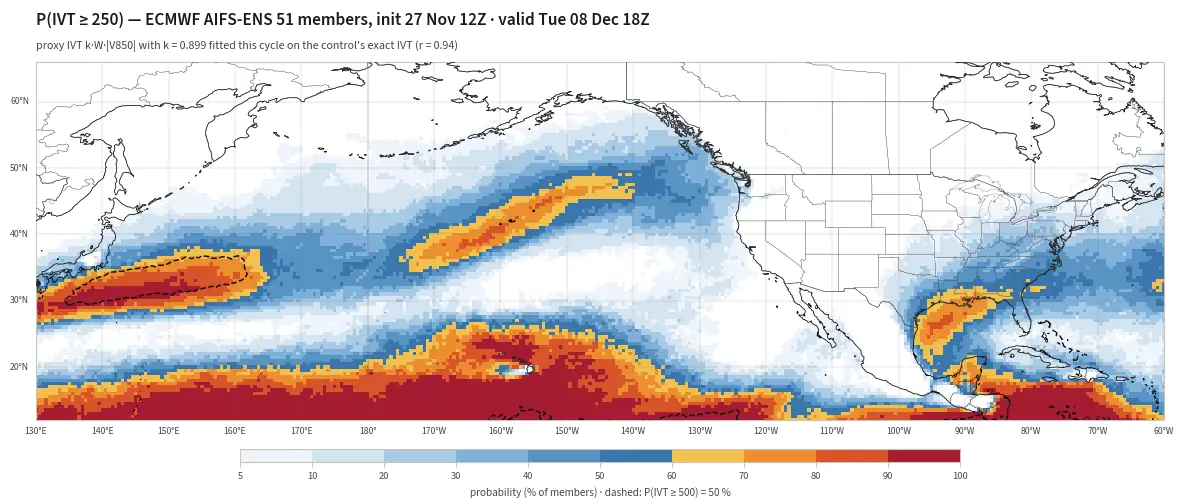 P(IVT ≥ 250) — ECMWF AIFS-ENS 51 members, init 27 Nov 12Z · valid Tue 08 Dec 18Z
proxy IVT k·W·|V850| with k = 0.899 fitted this cycle on the control's exact IVT (r = 0.94)
60°N
50°N
40°N
30°N
20°N
130°E 140°E 150°E 160°E 170°E 180° 170°W 160°W 150°W 140°W 130°W 120°W 110°W 100°W 90°W 80°W 70°W 60°W
5 10 20 30 40 50 60 70 80 90 100
probability (% of members) · dashed: P(IVT ≥ 500) = 50 %